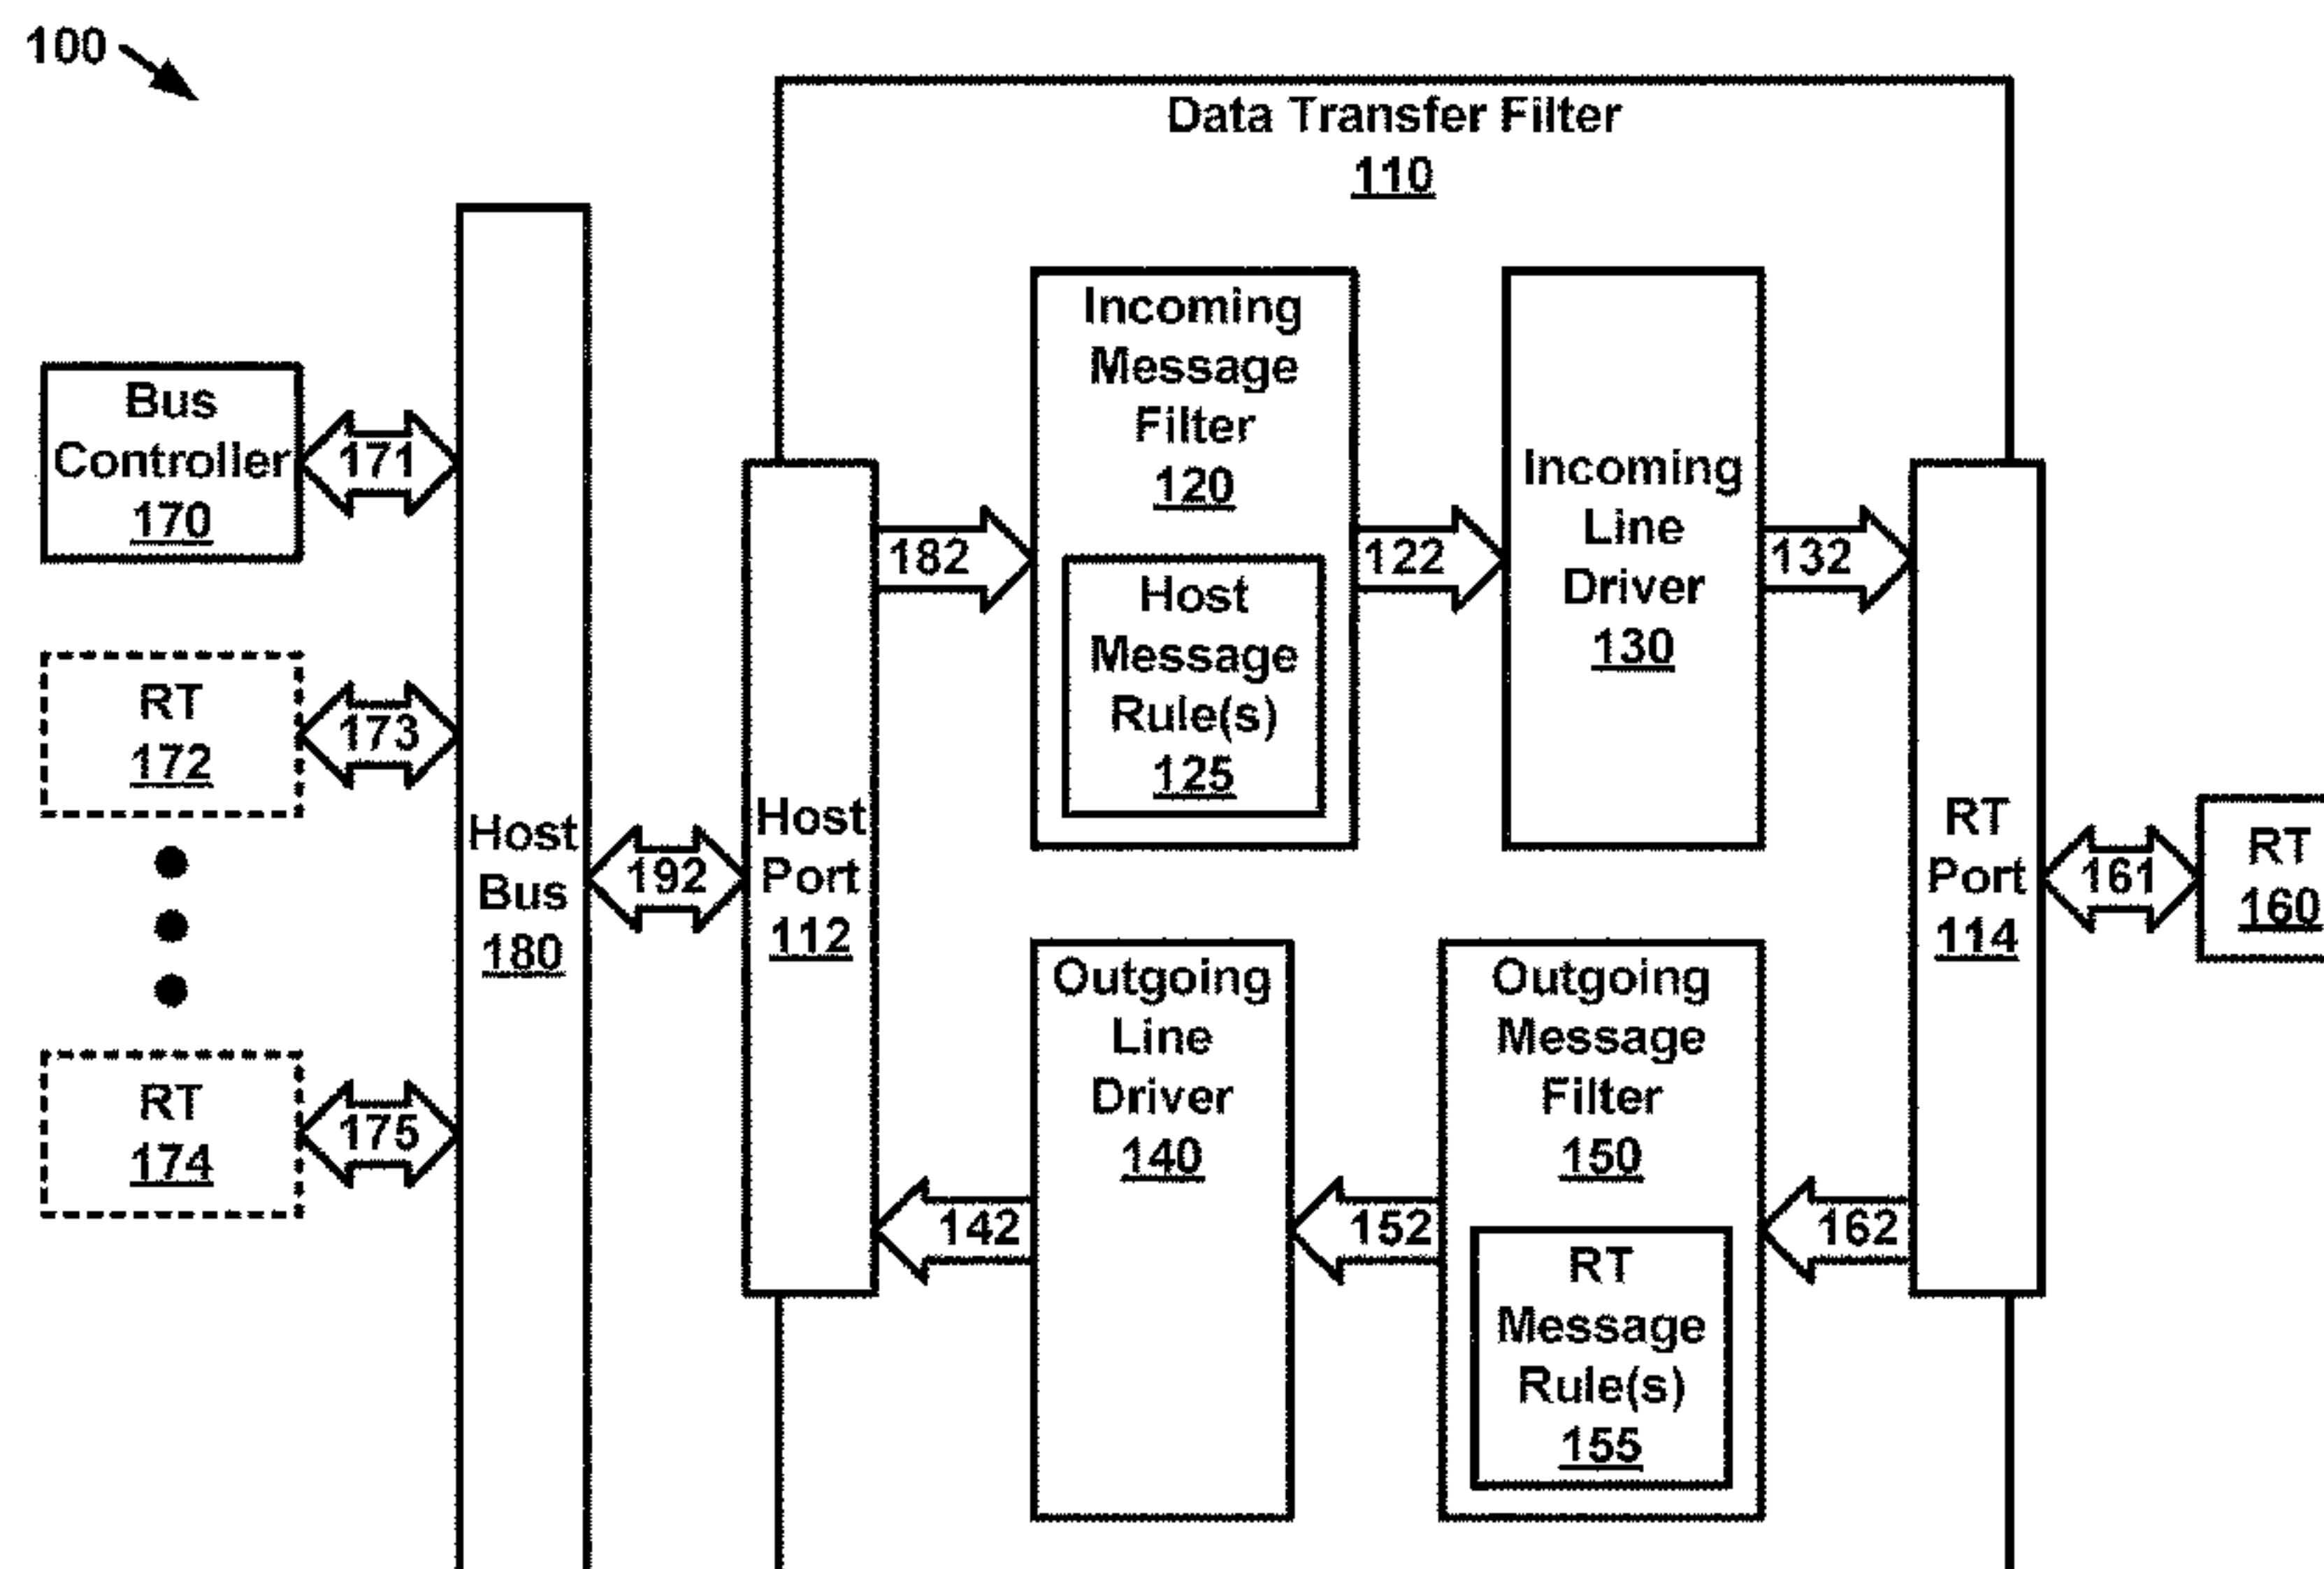 100
Data Transfer Filter
110
Bus
Controller
170
171
RT
172
173
RT
174
175
Host
Bus
180
192
Host
Port
112
182
Incoming
Message
Filter
120
Host
Message
Rule(s)
125
122
Incoming
Line
Driver
130
132
RT
Port
114
161
RT
160
142
Outgoing
Line
Driver
140
152
Outgoing
Message
Filter
150
RT
Message
Rule(s)
155
162